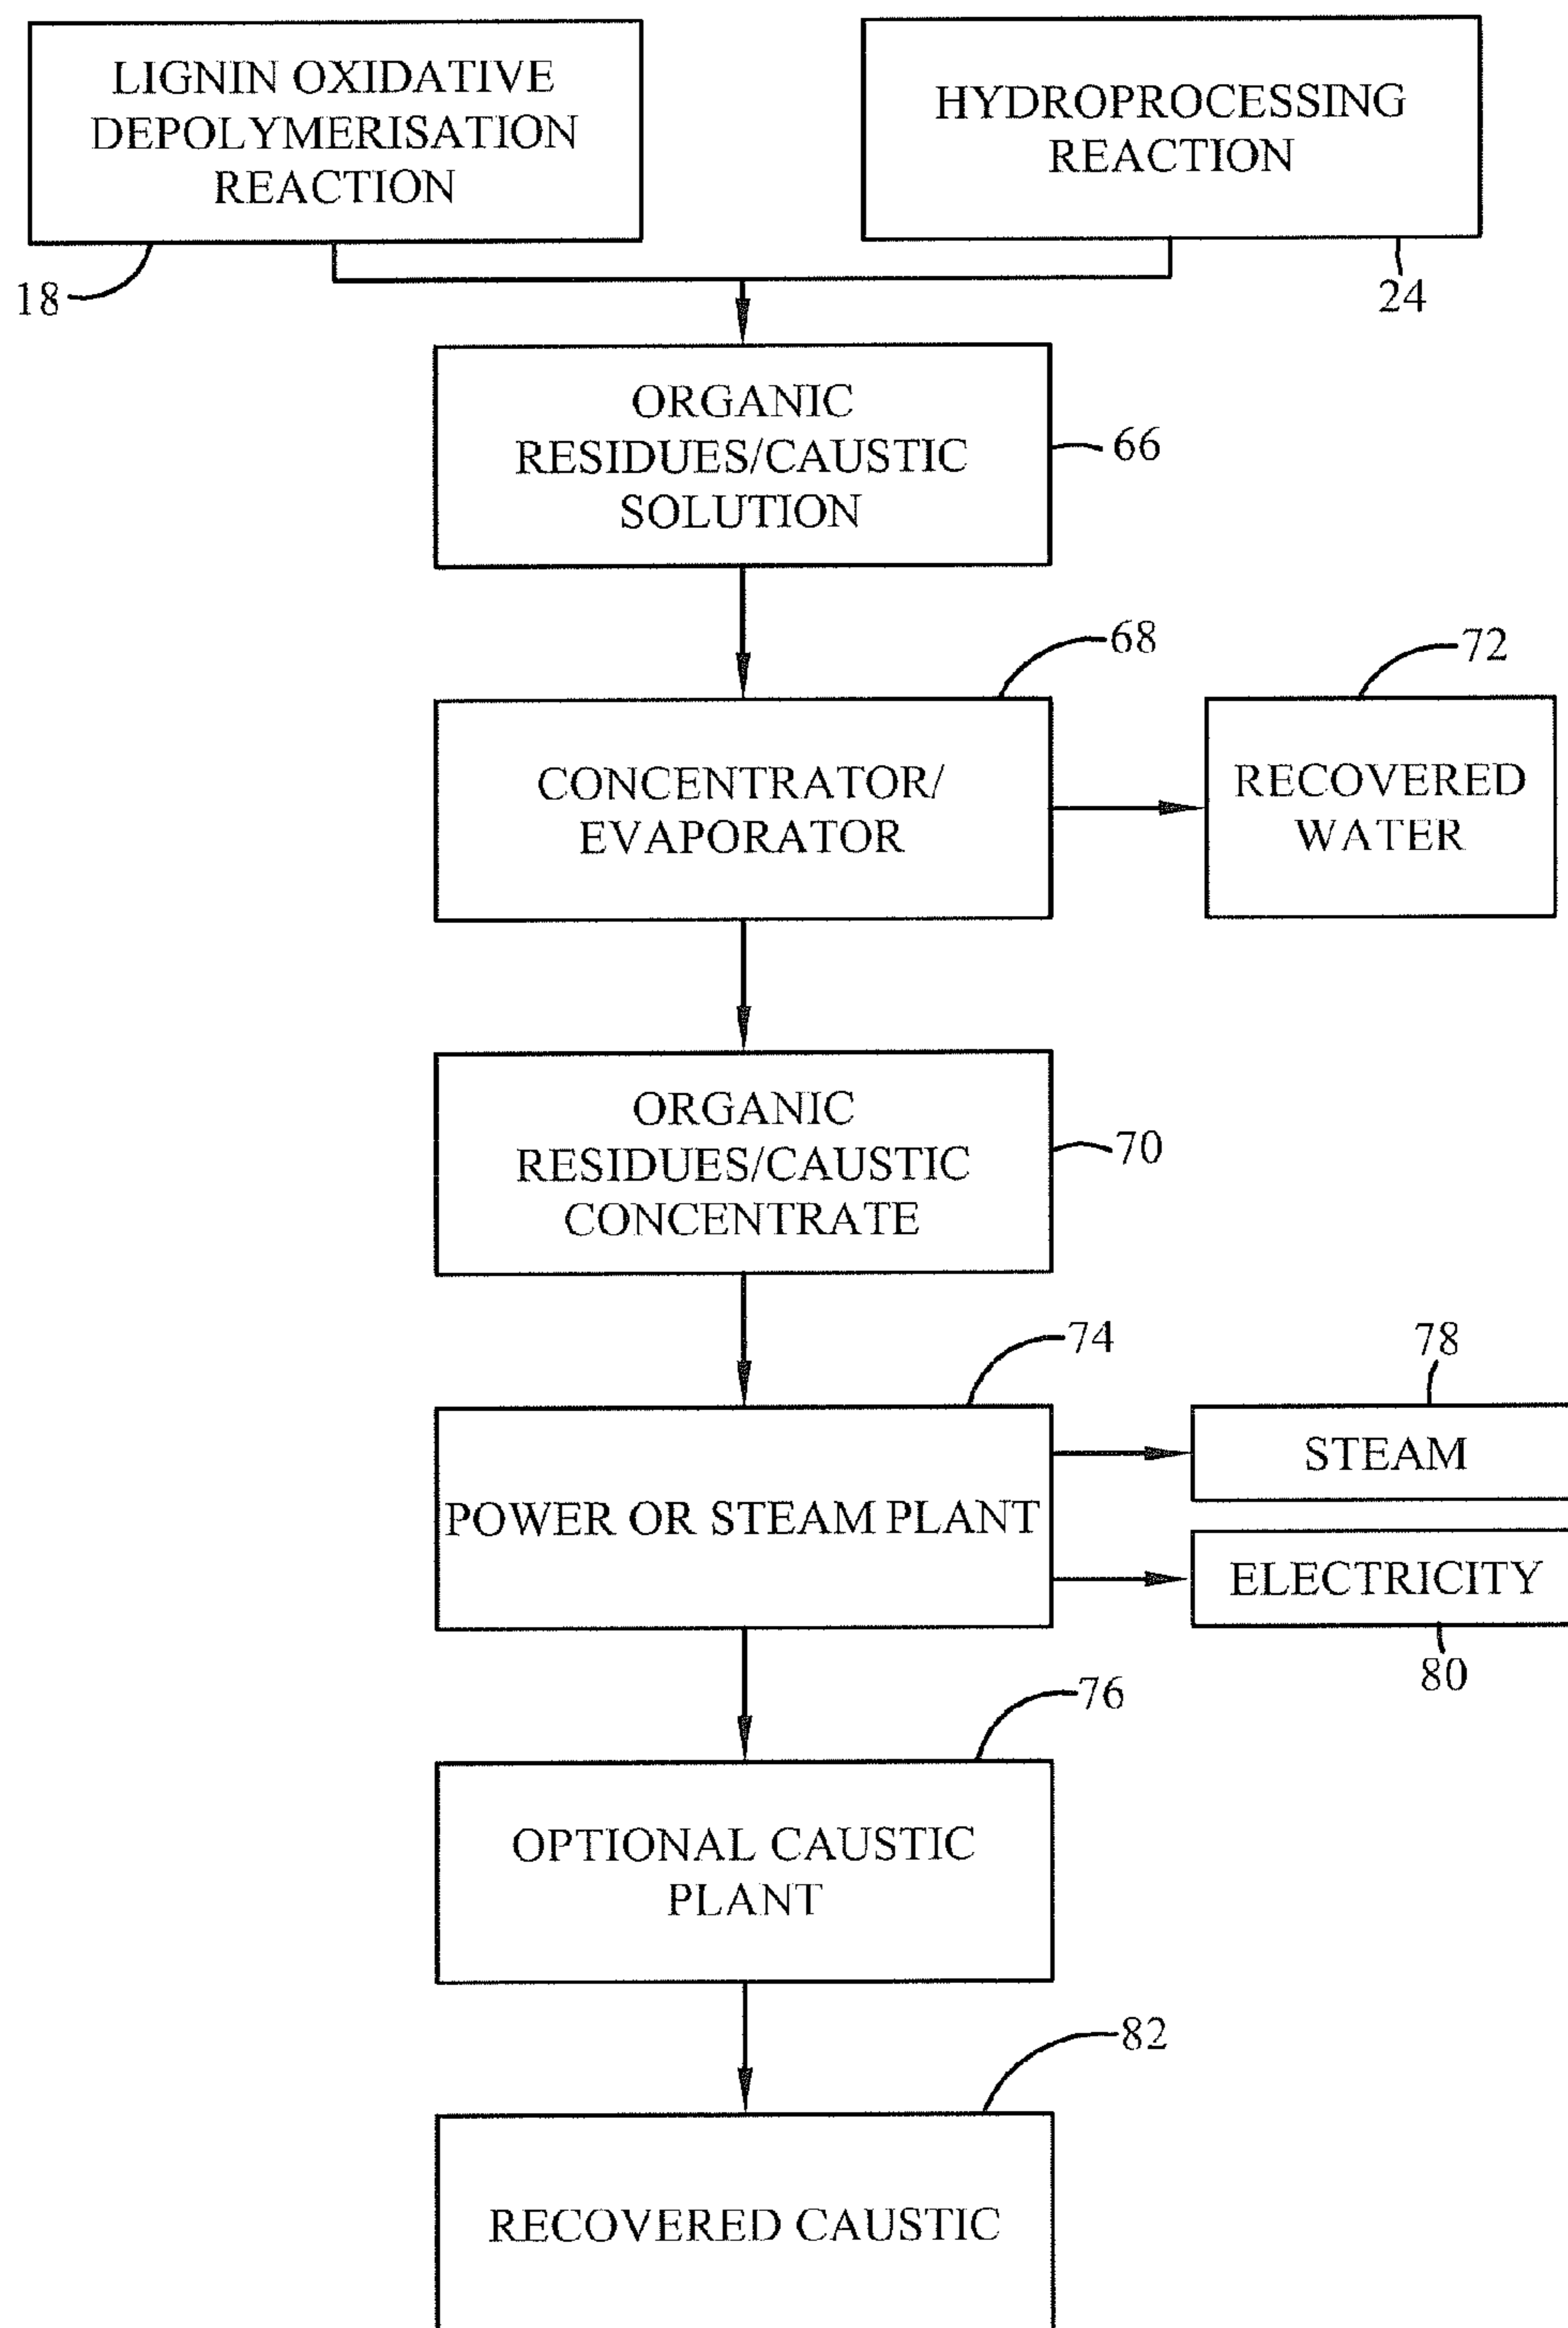 LIGNIN OXIDATIVE
DEPOLYMERISATION
REACTION
HYDROPROCESSING
REACTION
18
24
ORGANIC
RESIDUES/CAUSTIC
SOLUTION
66
68
72
CONCENTRATOR/
EVAPORATOR
RECOVERED
WATER
ORGANIC
RESIDUES/CAUSTIC
CONCENTRATE
70
74
78
POWER OR STEAM PLANT
STEAM
ELECTRICITY
80
76
OPTIONAL CAUSTIC
PLANT
82
RECOVERED CAUSTIC